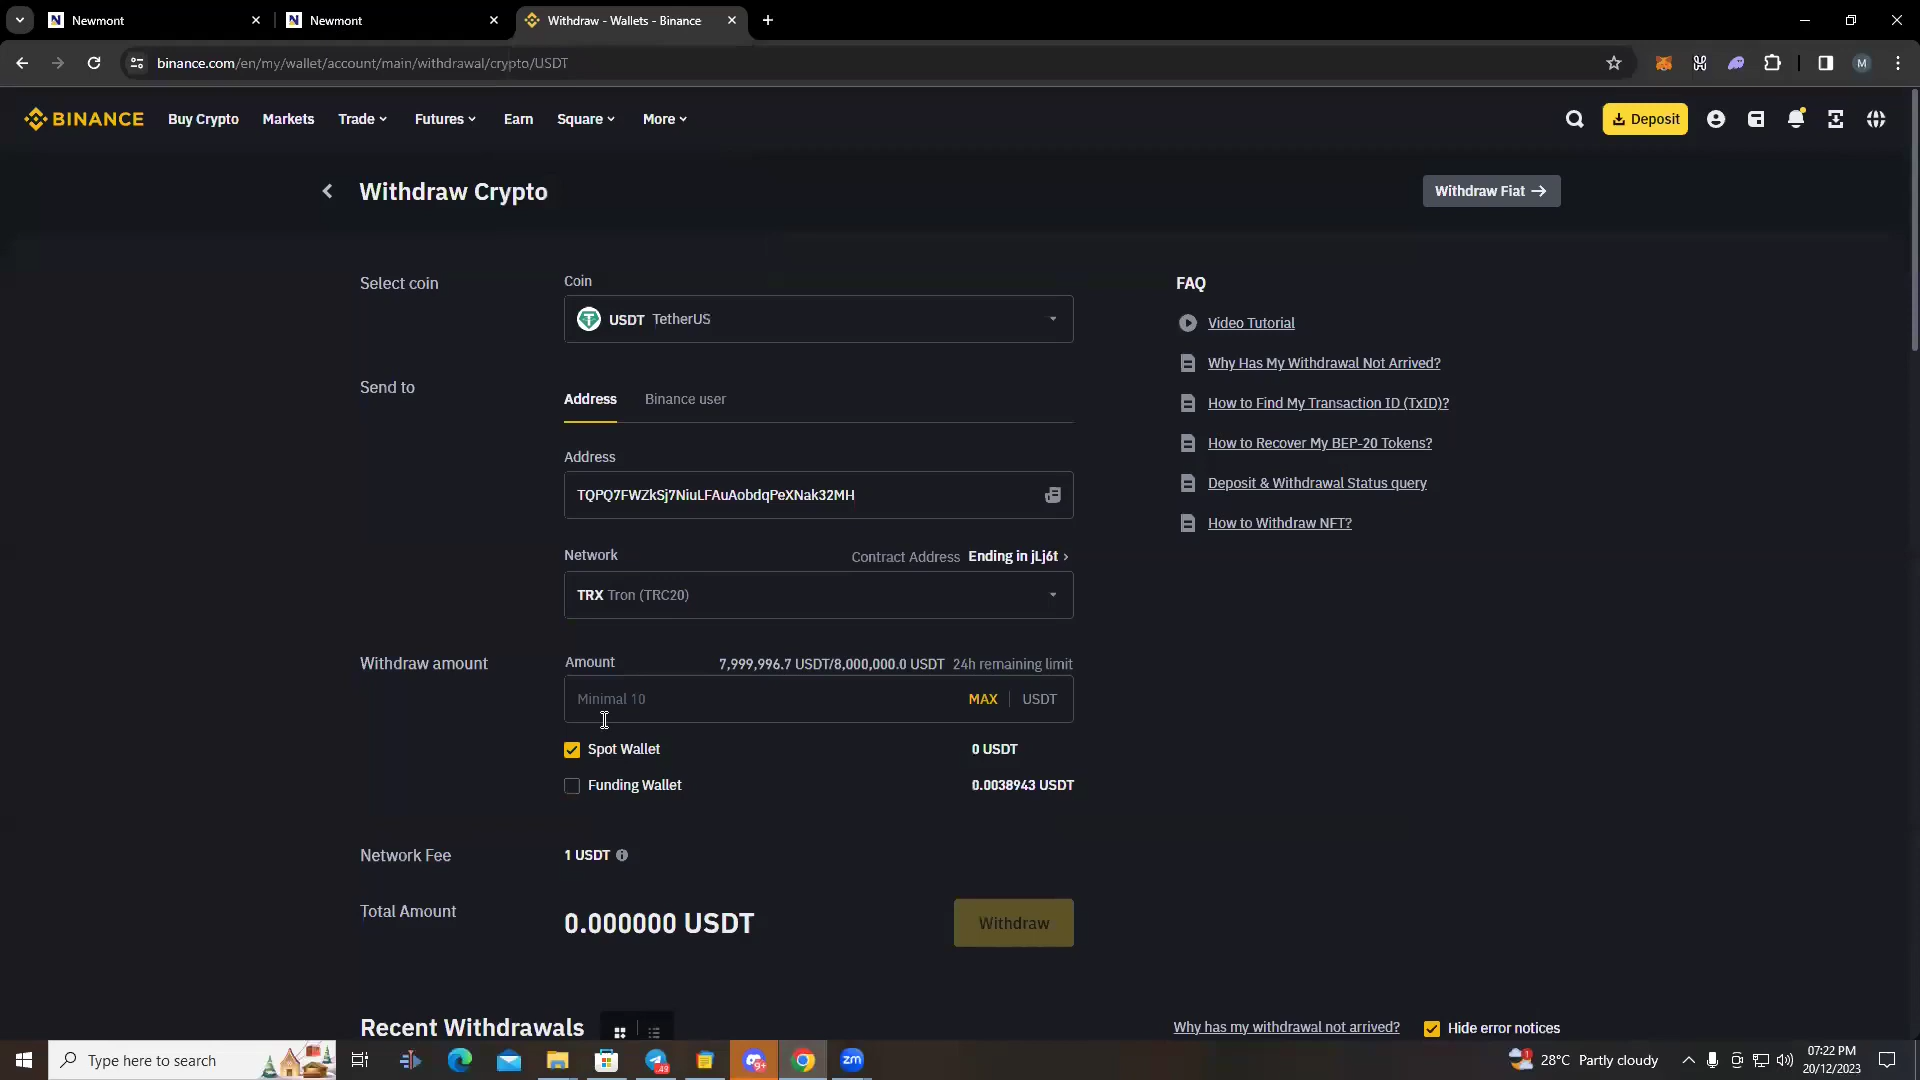 Newmont
Newmont
Withdraw - Wallets - Binance
binance.com/en/my/wallet/account/main/withdrawal/crypto/USDT
M
BINANCE
Buy Crypto
Markets
Trade
Futures
Earn
Square
More
Deposit
Withdraw Crypto
Withdraw Fiat
Select coin
Coin
USDT TetherUS
FAQ
Video Tutorial
Why Has My Withdrawal Not Arrived?
How to Find My Transaction ID (TxID)?
How to Recover My BEP-20 Tokens?
Deposit & Withdrawal Status query
How to Withdraw NFT?
Send to
Address
Binance user
Address
TQPQ7FWZkSj7NiuLFAuAobdqPeXNak32MH
Network
Contract Address Ending in jLj6t
TRX Tron (TRC20)
Withdraw amount
Amount
7,999,996.7 USDT/8,000,000.0 USDT 24h remaining limit
Minimal 10
MAX
USDT
Spot Wallet
0 USDT
Funding Wallet
0.0038943 USDT
Network Fee
1 USDT
Total Amount
0.000000 USDT
Withdraw
Recent Withdrawals
Why has my withdrawal not arrived?
Hide error notices
Type here to search
49
9+
zm
1
28°C Partly cloudy
07:22 PM
20/12/2023